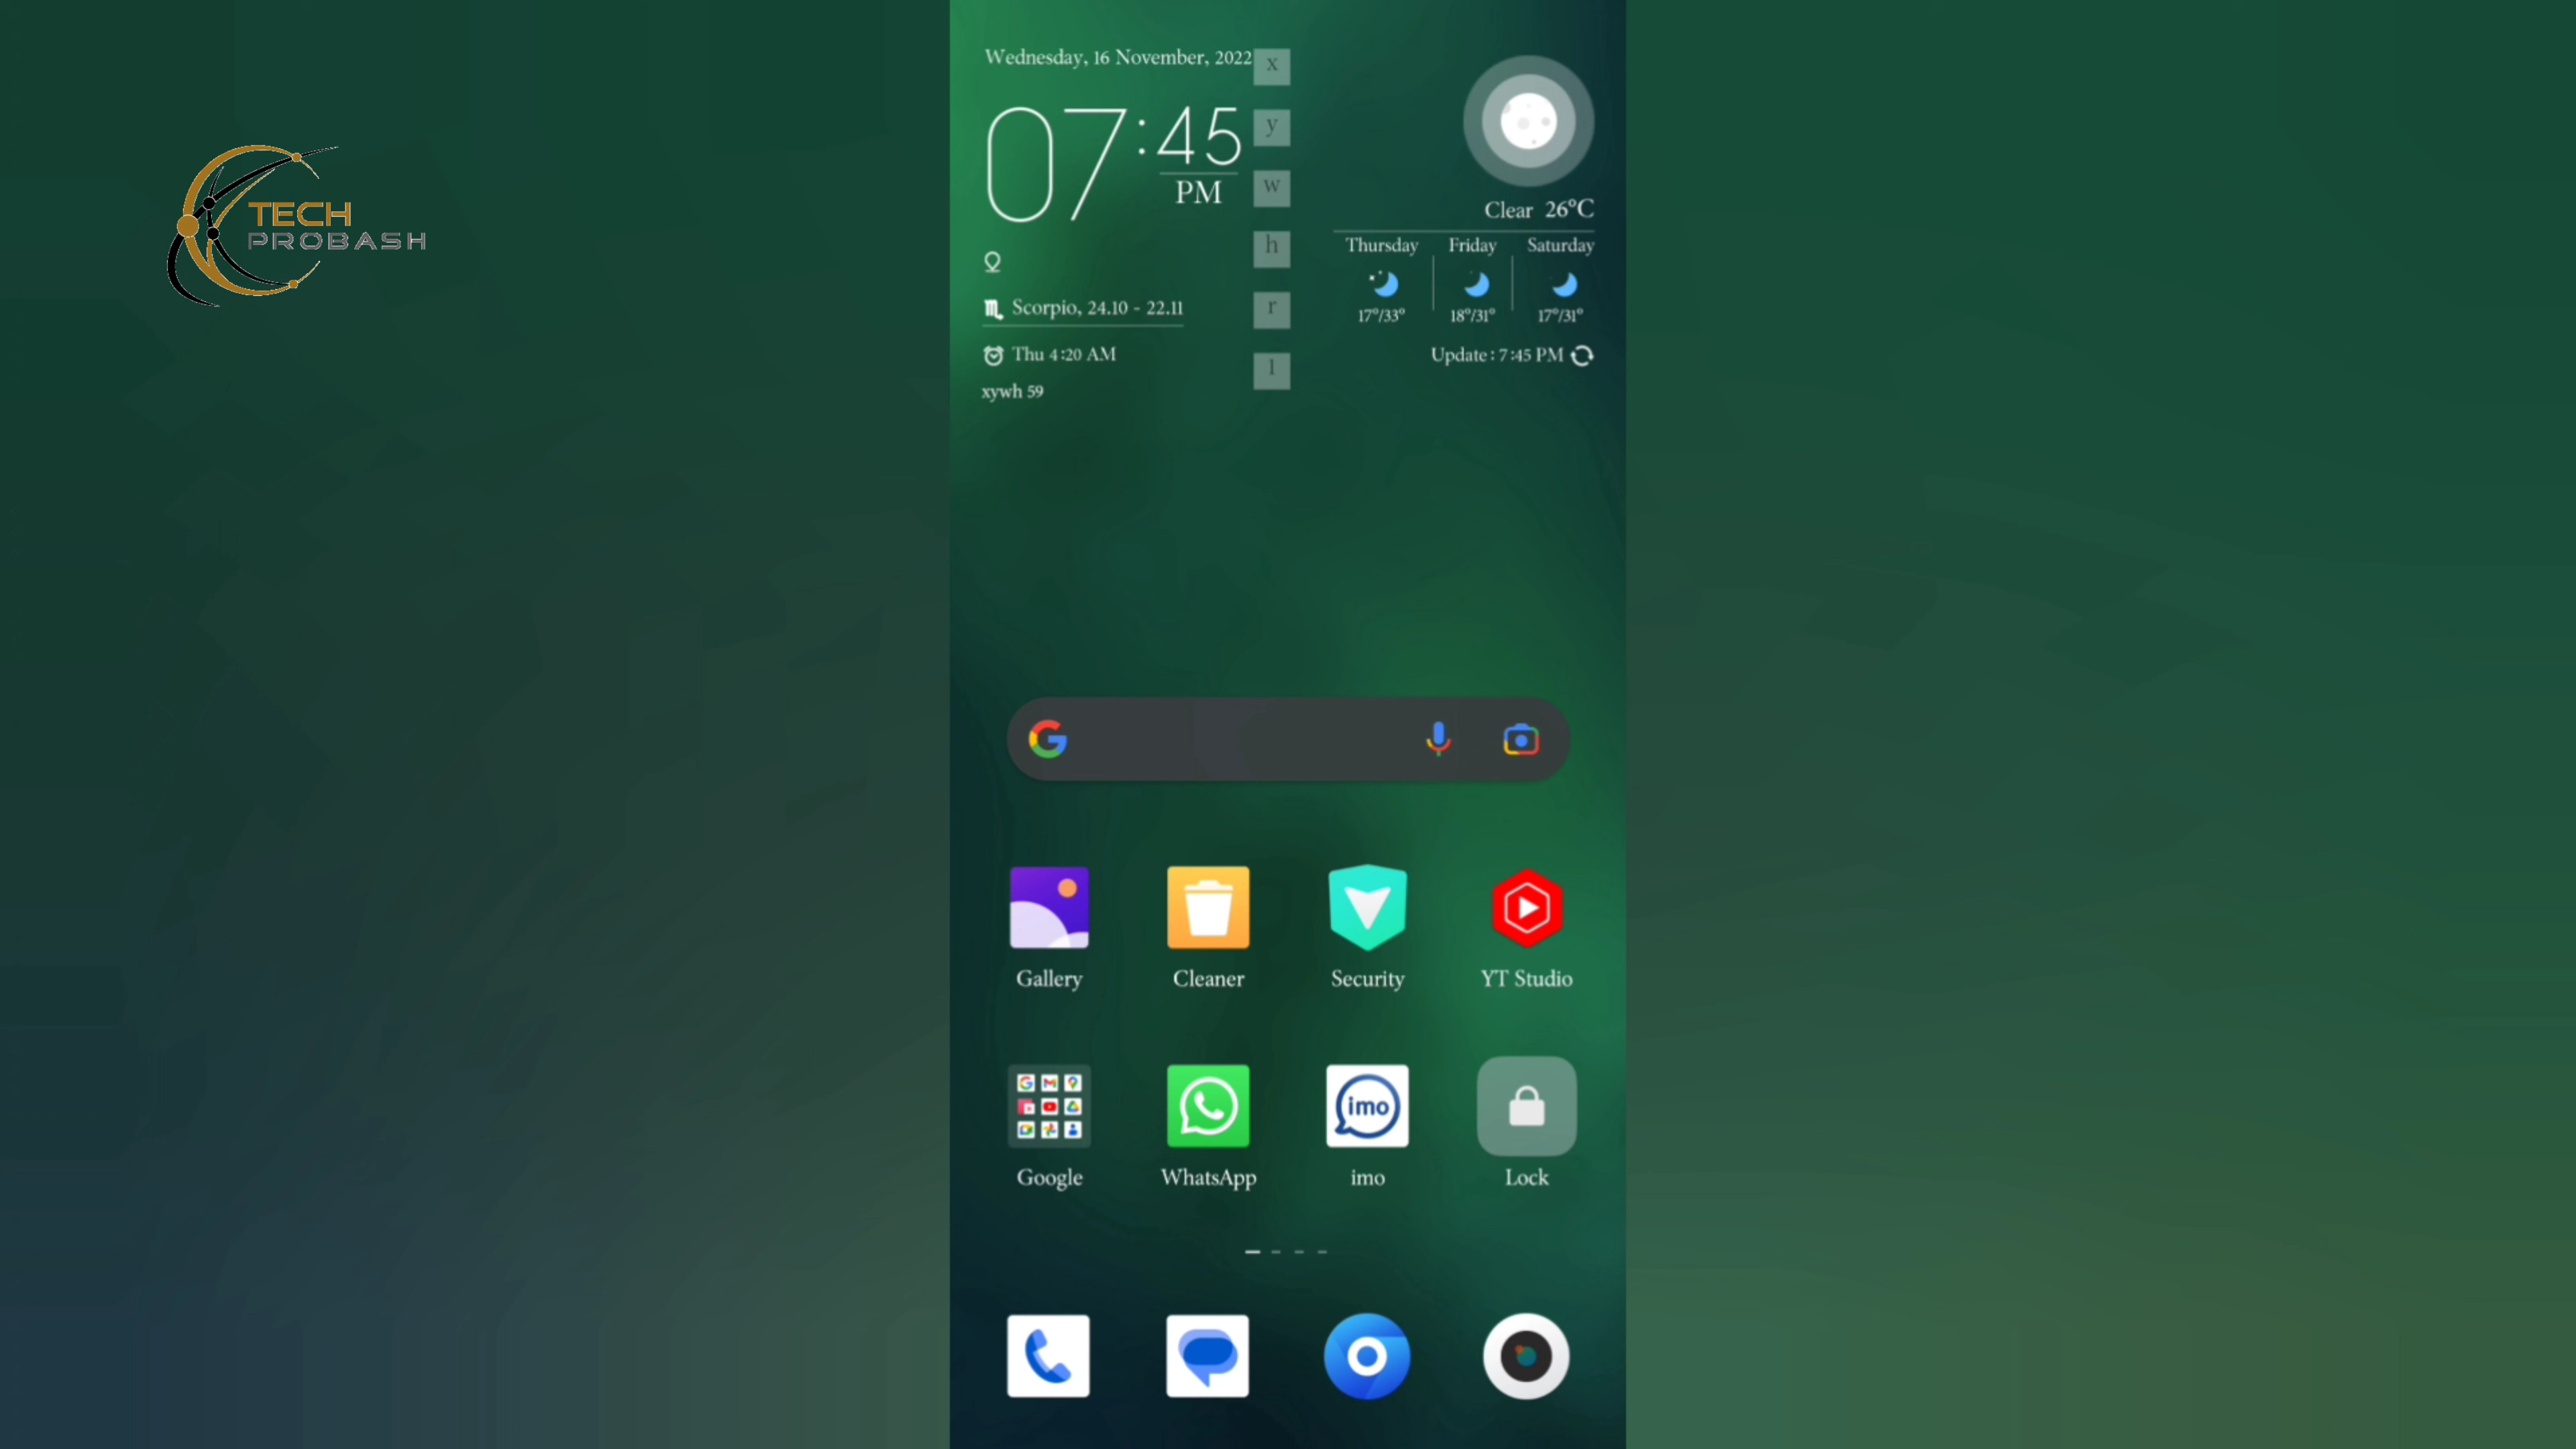 TECH
PROBASH
Wednesday, 16 November, 2022
07:45
PM
Scorpio, 24.10 - 22.11
Thu 4:20 AM
xywh 59
x
y
w
h
r
l
Clear 26°C
Thursday Friday Saturday
17°/33° 18°/31° 17°/31°
Update: 7:45 PM
Gallery Cleaner Security YT Studio
imo
Google WhatsApp imo Lock